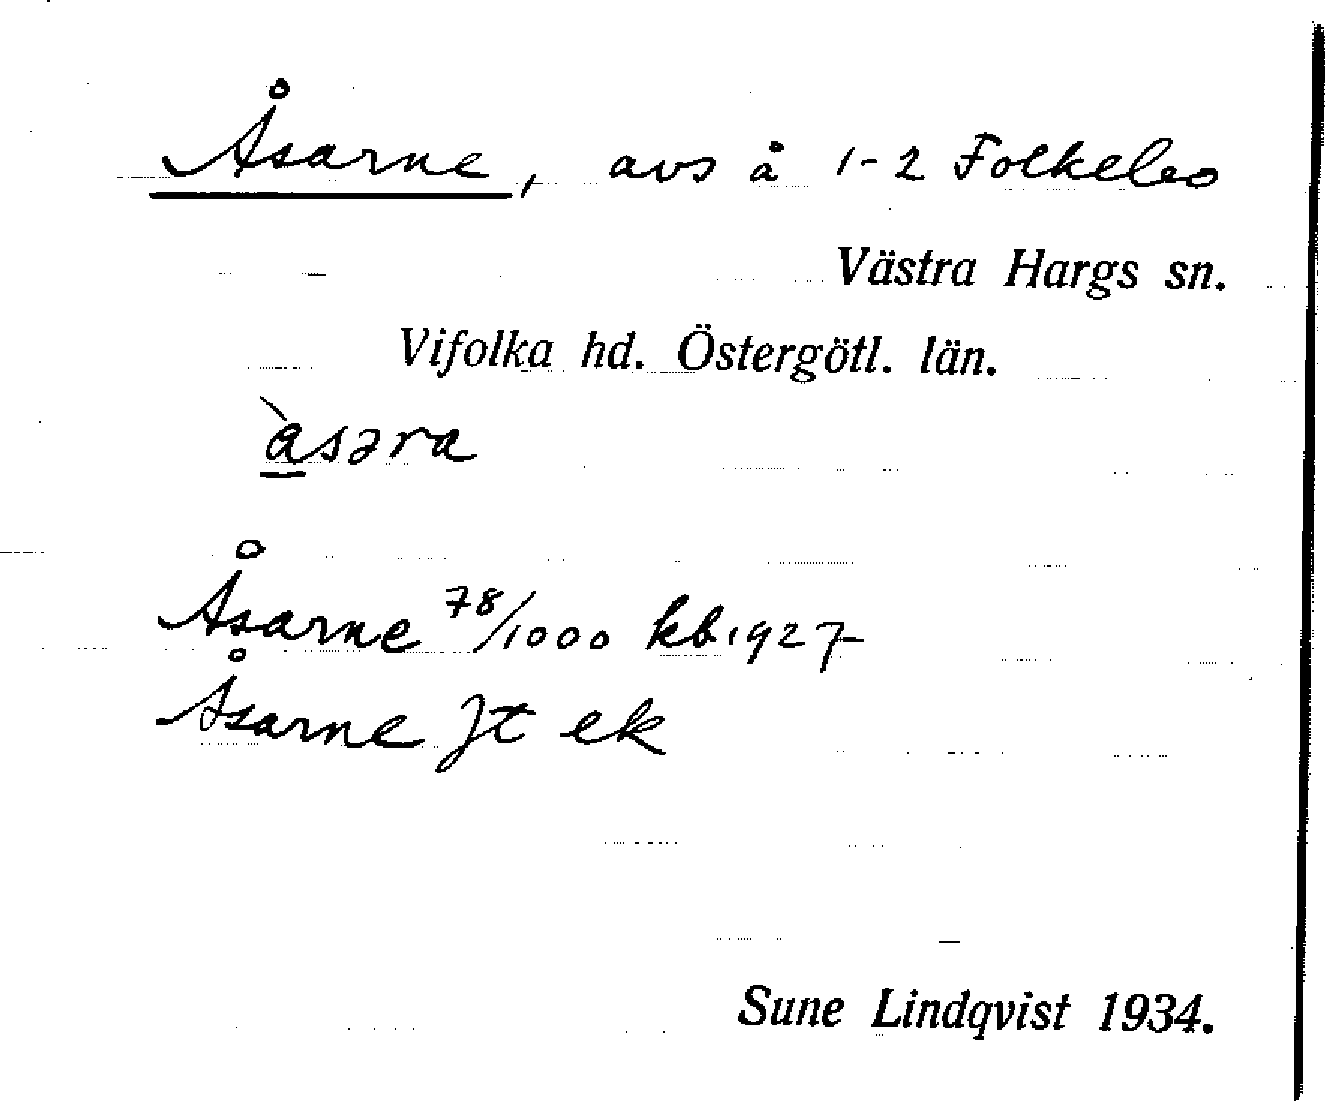 Åsarne, avs å 1-2 Folkeleo
Västra Hargs sn.
Vifolka hd. Östergötl. län.
àsəra
Åsarne 78/1000 kb 1927
Åsarne Jt ek
Sune Lindqvist 1934.